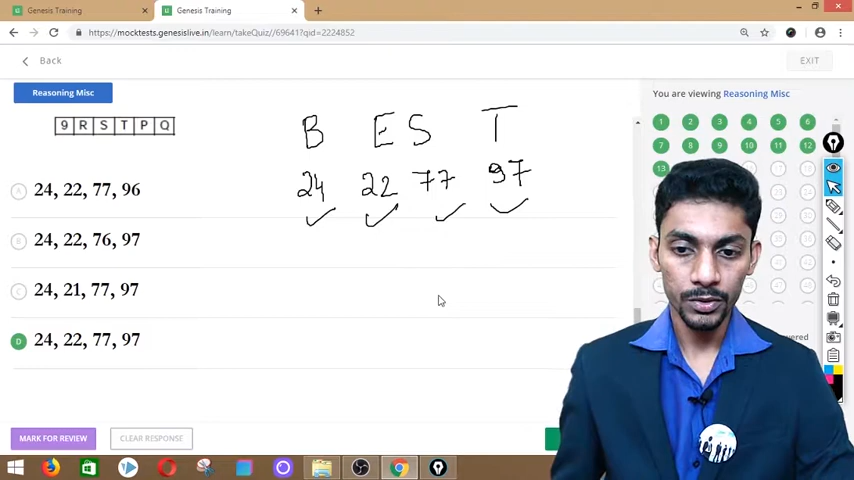 Genesis Training
Genesis Training
https://mocktests.genesislive.in/learn/takeQuiz//69641?qid=2224852
Back
EXIT
Reasoning Misc
You are viewing Reasoning Misc
9 R S T P Q
B E S T
24 22 77 97
1 2 3 4 5 6
7 8 9 10 11 12
13
A 24, 22, 77, 96
B 24, 22, 76, 97
C 24, 21, 77, 97
D 24, 22, 77, 97
MARK FOR REVIEW
CLEAR RESPONSE